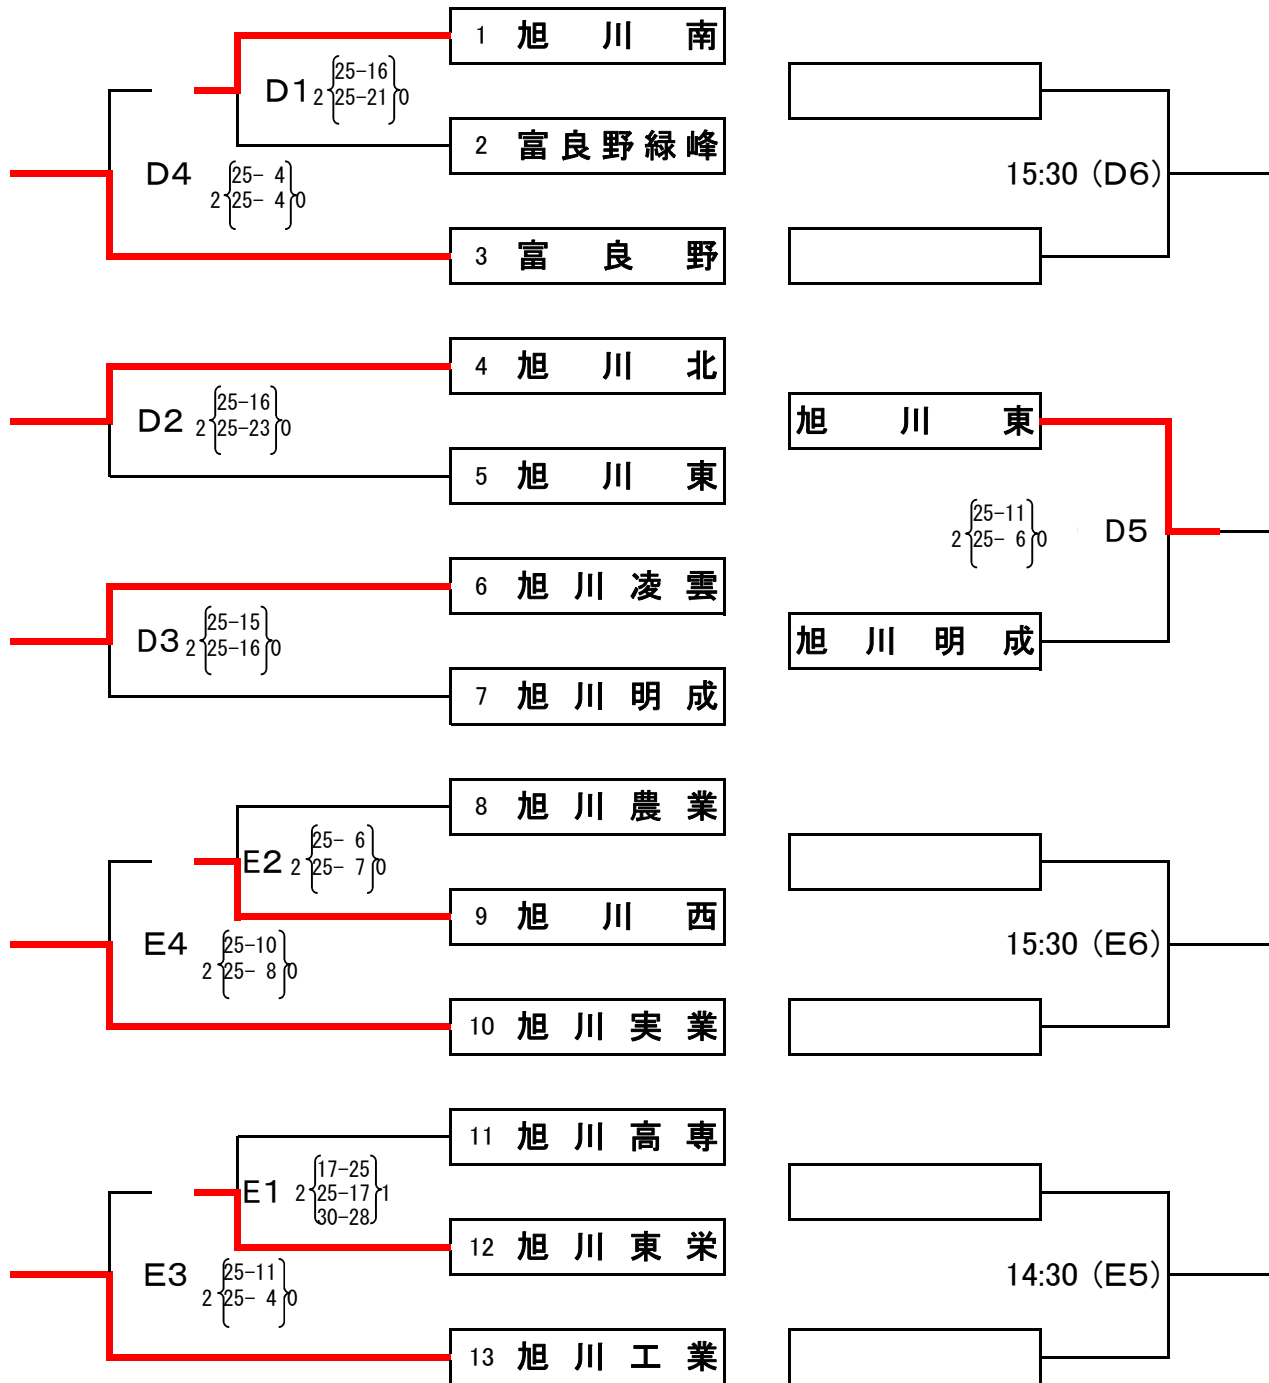 1 旭川南
D1 2 25-16 25-21 0
2 富良野緑峰
D4 2 25- 4 25- 4 0
3 富良野
15:30 (D6)
4 旭川北
D2 2 25-16 25-23 0
5 旭川東
旭川東
2 25-11 25- 6 0 D5
旭川明成
6 旭川凌雲
D3 2 25-15 25-16 0
7 旭川明成
8 旭川農業
E2 2 25- 6 25- 7 0
9 旭川西
E4 2 25-10 25- 8 0
10 旭川実業
15:30 (E6)
11 旭川高専
E1 2 17-25 25-17 30-28 1
12 旭川東栄
E3 2 25-11 25- 4 0
13 旭川工業
14:30 (E5)